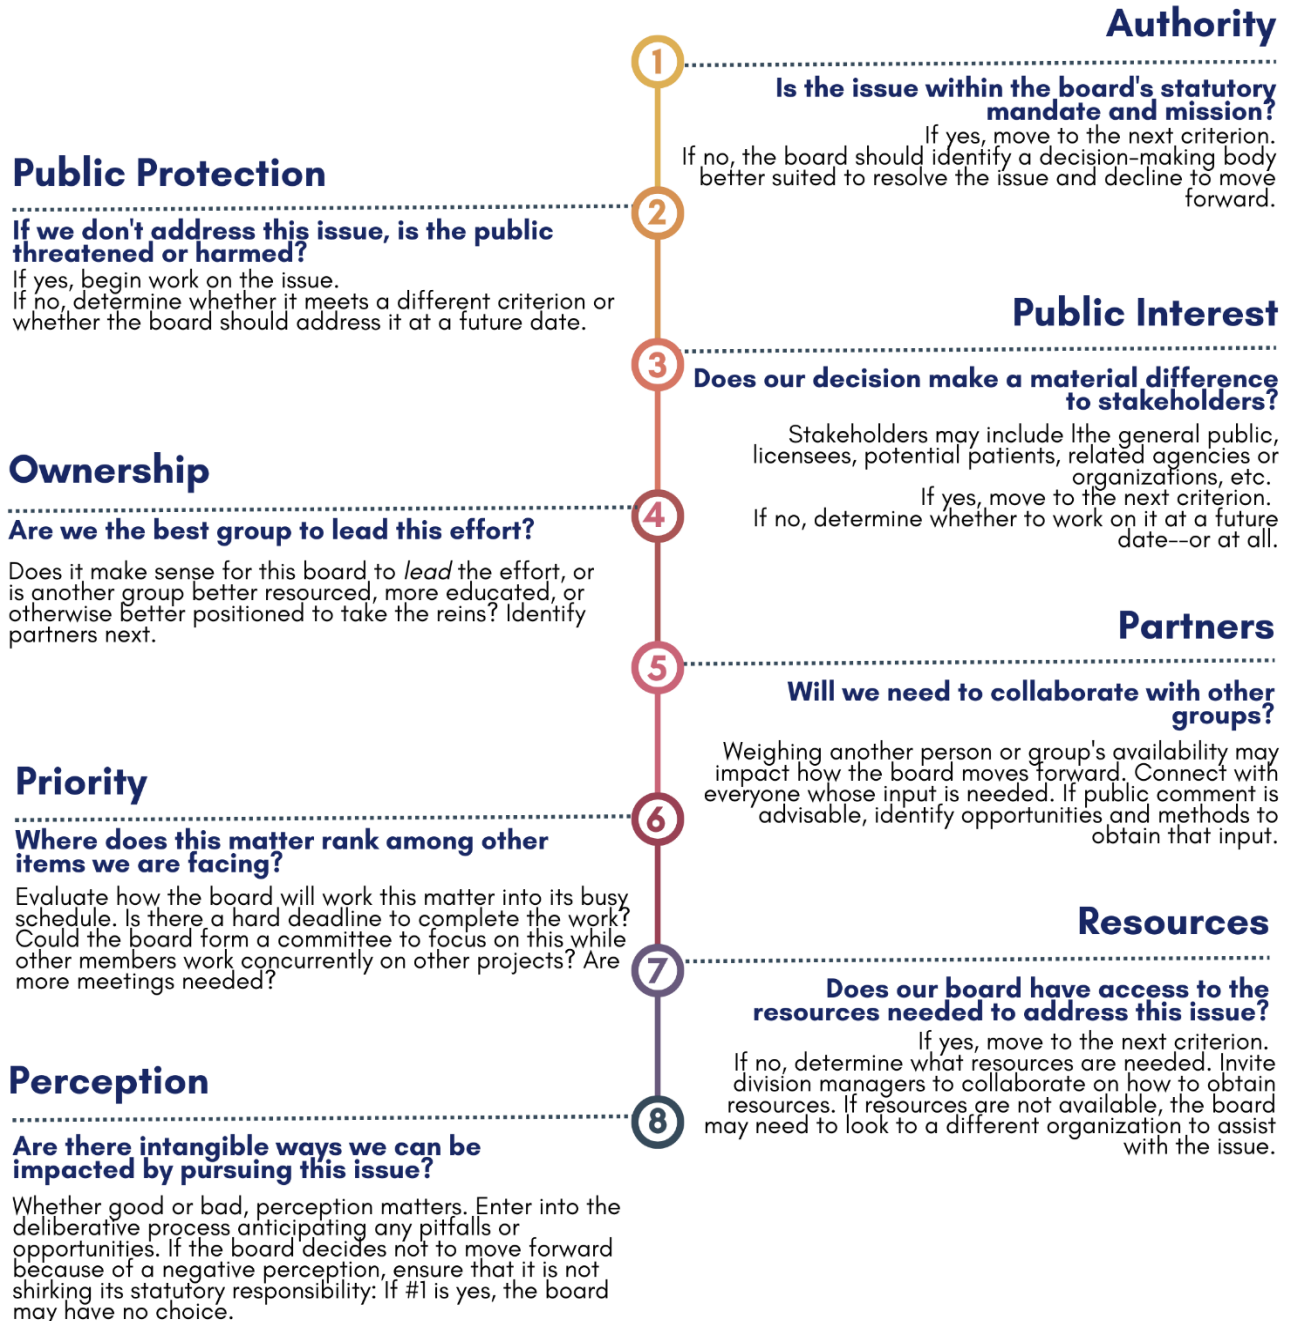 Authority
1
Is the issue within the board's statutory
mandate and mission?
If yes, move to the next criterion.
If no, the board should identify a decision-making body
better suited to resolve the issue and decline to move
forward.
Public Protection
2
If we don't address this issue, is the public
threatened or harmed?
If yes, begin work on the issue.
If no, determine whether it meets a different criterion or
whether the board should address it at a future date.
Public Interest
3
Does our decision make a material difference
to stakeholders?
Stakeholders may include lthe general public,
licensees, potential patients, related agencies or
organizations, etc.
If yes, move to the next criterion.
If no, determine whether to work on it at a future
date--or at all.
Ownership
4
Are we the best group to lead this effort?
Does it make sense for this board to lead the effort, or
is another group better resourced, more educated, or
otherwise better positioned to take the reins? Identify
partners next.
Partners
5
Will we need to collaborate with other
groups?
Weighing another person or group's availability may
impact how the board moves forward. Connect with
everyone whose input is needed. If public comment is
advisable, identify opportunities and methods to
obtain that input.
Priority
6
Where does this matter rank among other
items we are facing?
Evaluate how the board will work this matter into its busy
schedule. Is there a hard deadline to complete the work?
Could the board form a committee to focus on this while
other members work concurrently on other projects? Are
more meetings needed?
Resources
7
Does our board have access to the
resources needed to address this issue?
If yes, move to the next criterion.
If no, determine what resources are needed. Invite
division managers to collaborate on how to obtain
resources. If resources are not available, the board
may need to look to a different organization to assist
with the issue.
Perception
8
Are there intangible ways we can be
impacted by pursuing this issue?
Whether good or bad, perception matters. Enter into the
deliberative process anticipating any pitfalls or
opportunities. If the board decides not to move forward
because of a negative perception, ensure that it is not
shirking its statutory responsibility: If #1 is yes, the board
may have no choice.